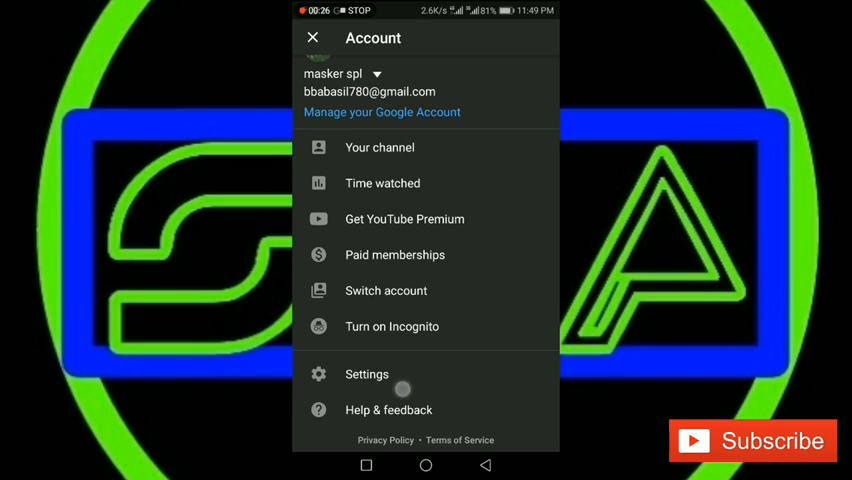 00:26 STOP 2.6K/s 81% 11:49 PM
Account
masker spl
bbabasil780@gmail.com
Manage your Google Account
Your channel
Time watched
Get YouTube Premium
Paid memberships
Switch account
Turn on Incognito
Settings
Help & feedback
Privacy Policy • Terms of Service
Subscribe